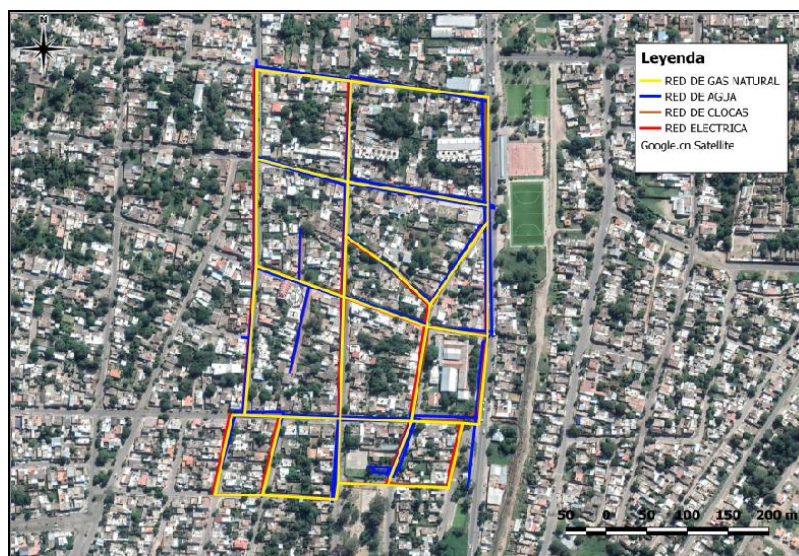 N
Leyenda
RED DE GAS NATURAL
RED DE AGUA
RED DE CLOCAS
RED ELECTRICA
Google.cn Satellite
50 0 50 100 150 200 m